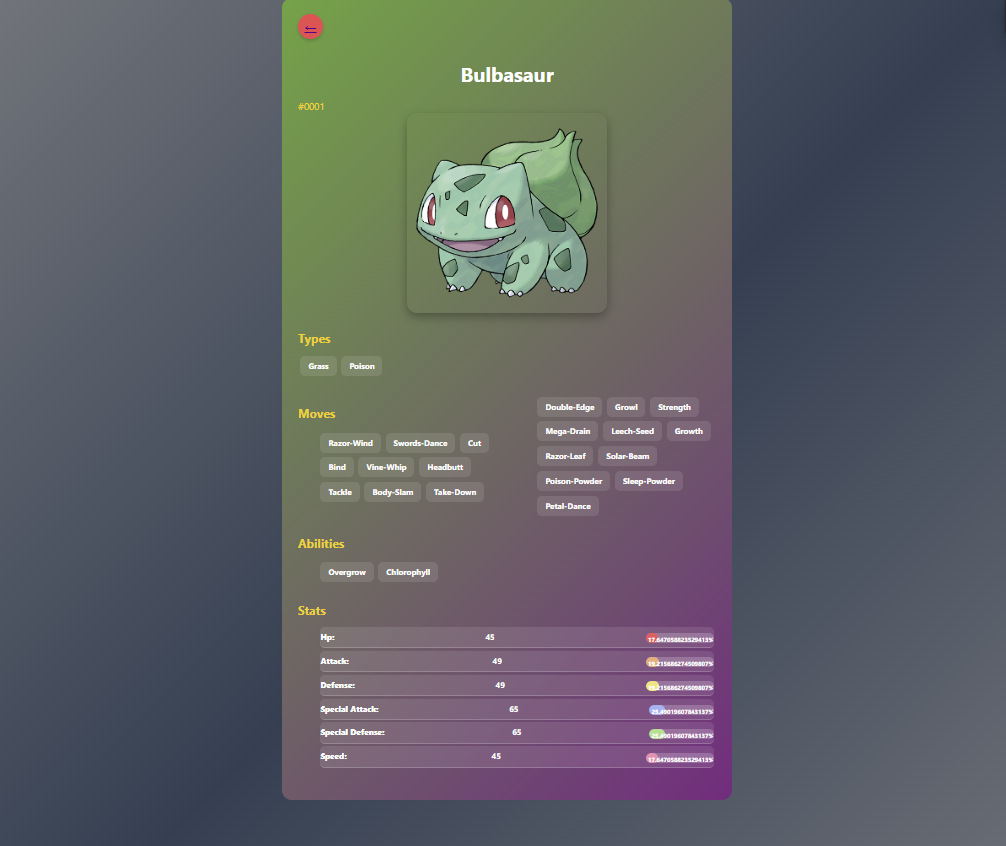 ←
Bulbasaur
#0001
Types
Grass Poison
Moves
Razor-Wind Swords-Dance Cut
Bind Vine-Whip Headbutt
Tackle Body-Slam Take-Down
Double-Edge Growl Strength
Mega-Drain Leech-Seed Growth
Razor-Leaf Solar-Beam
Poison-Powder Sleep-Powder
Petal-Dance
Abilities
Overgrow Chlorophyll
Stats
Hp: 45 17.647058823529413%
Attack: 49 19.215686274509807%
Defense: 49 19.215686274509807%
Special Attack: 65 25.49019607843137%
Special Defense: 65 25.49019607843137%
Speed: 45 17.647058823529413%